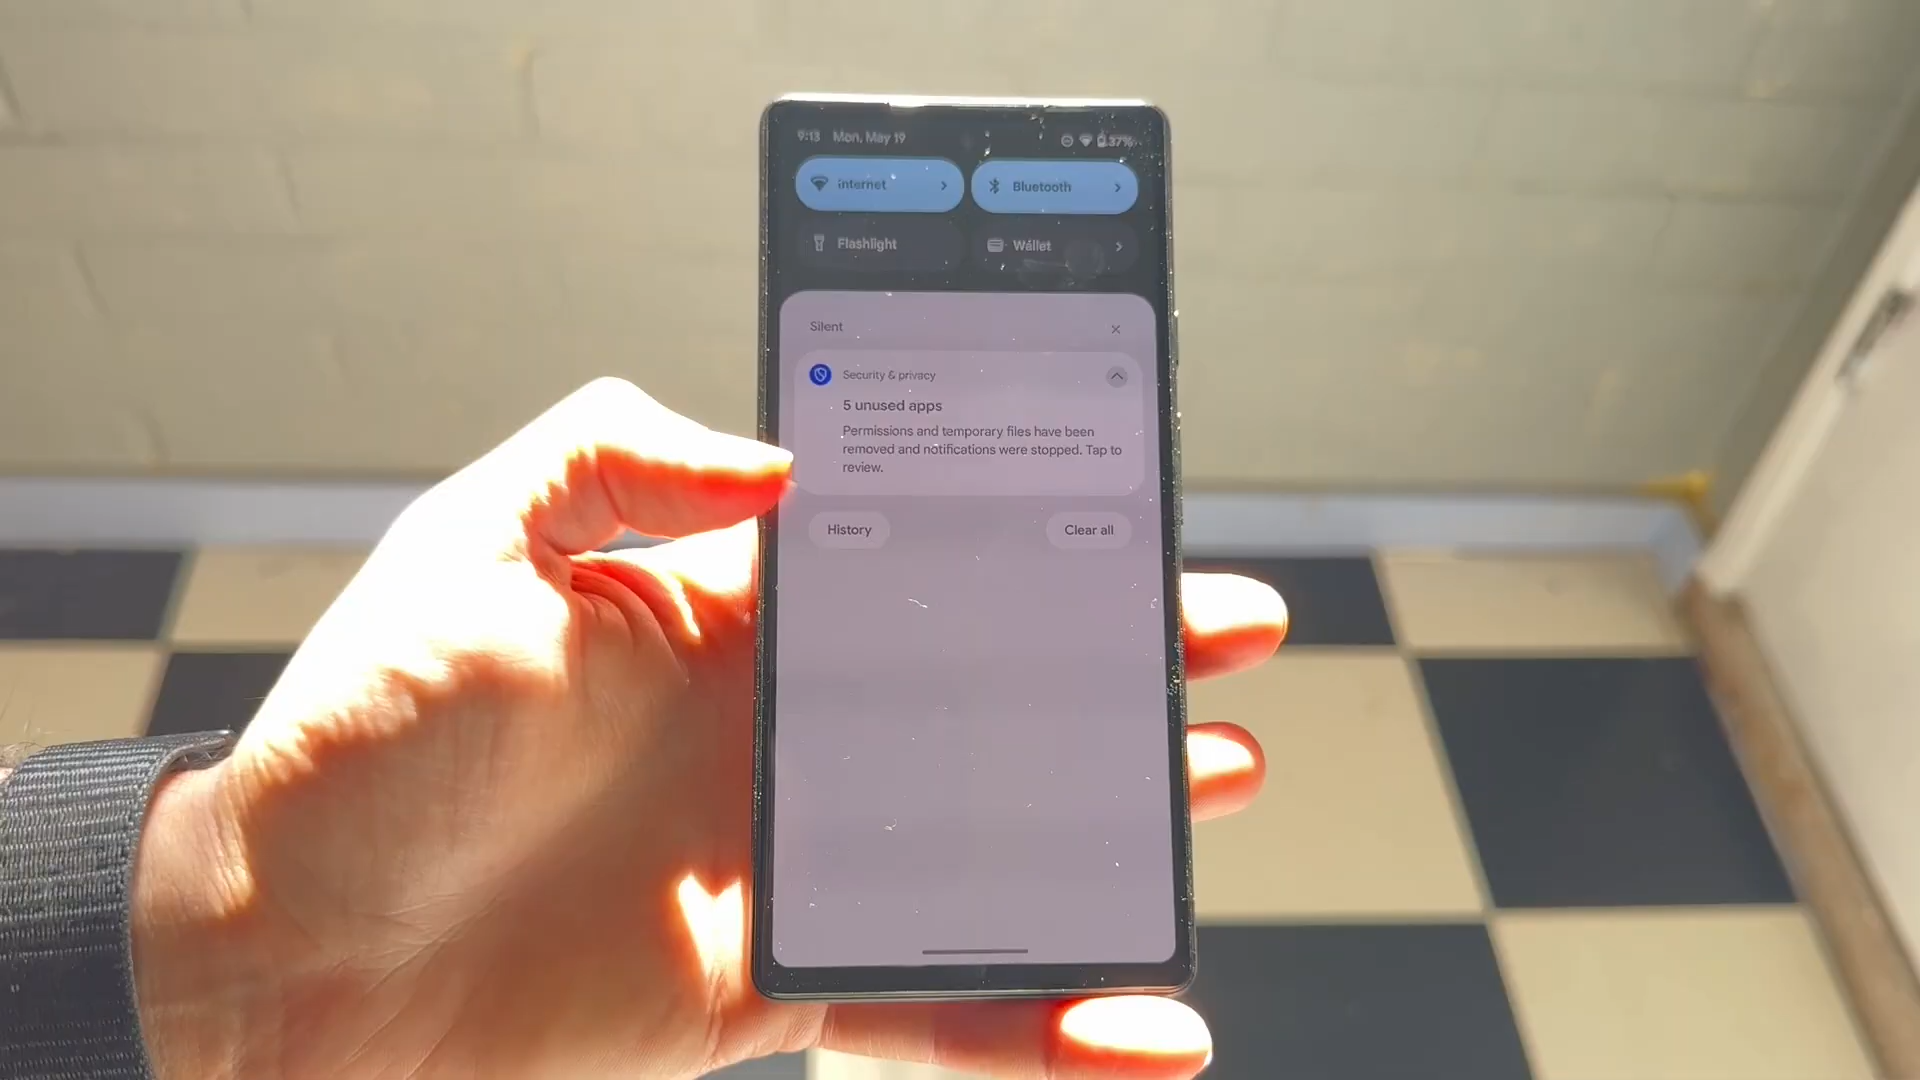 9:13 Mon, May 19 37%
Internet Bluetooth
Flashlight Wallet
Silent
Security & privacy
5 unused apps
Permissions and temporary files have been
removed and notifications were stopped. Tap to
review.
History Clear all